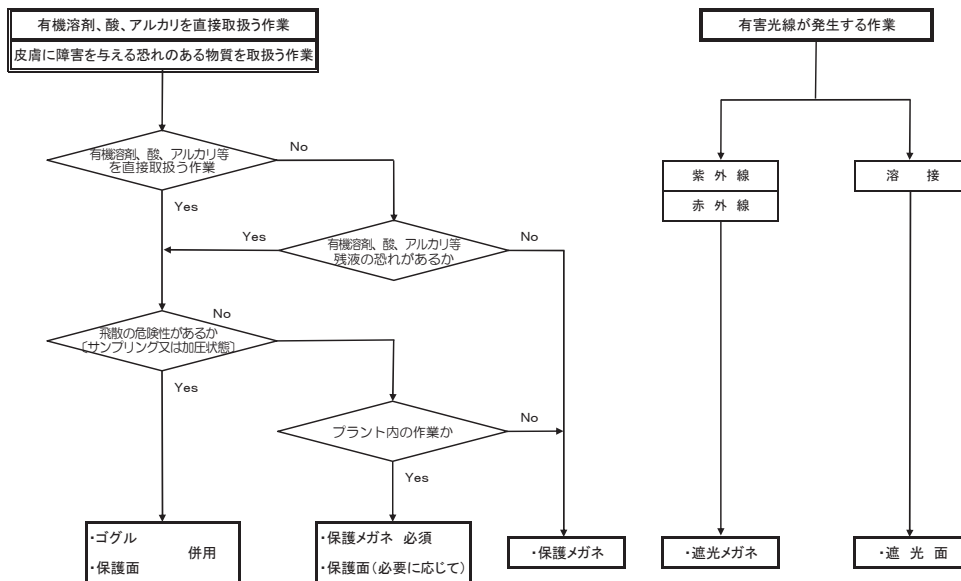 有機溶剤、酸、アルカリを直接取扱う作業
皮膚に障害を与える恐れのある物質を取扱う作業
有機溶剤、酸、アルカリ等
を直接取扱う作業
No
Yes
有機溶剤、酸、アルカリ等
残液の恐れがあるか
Yes
No
飛散の危険性があるか
〔サンプリング又は加圧状態〕
No
Yes
プラント内の作業か
No
Yes
・ゴグル
併用
・保護面
・保護メガネ 必須
・保護面(必要に応じて)
・保護メガネ
有害光線が発生する作業
紫 外 線
赤 外 線
溶 接
・遮光メガネ
・遮 光 面